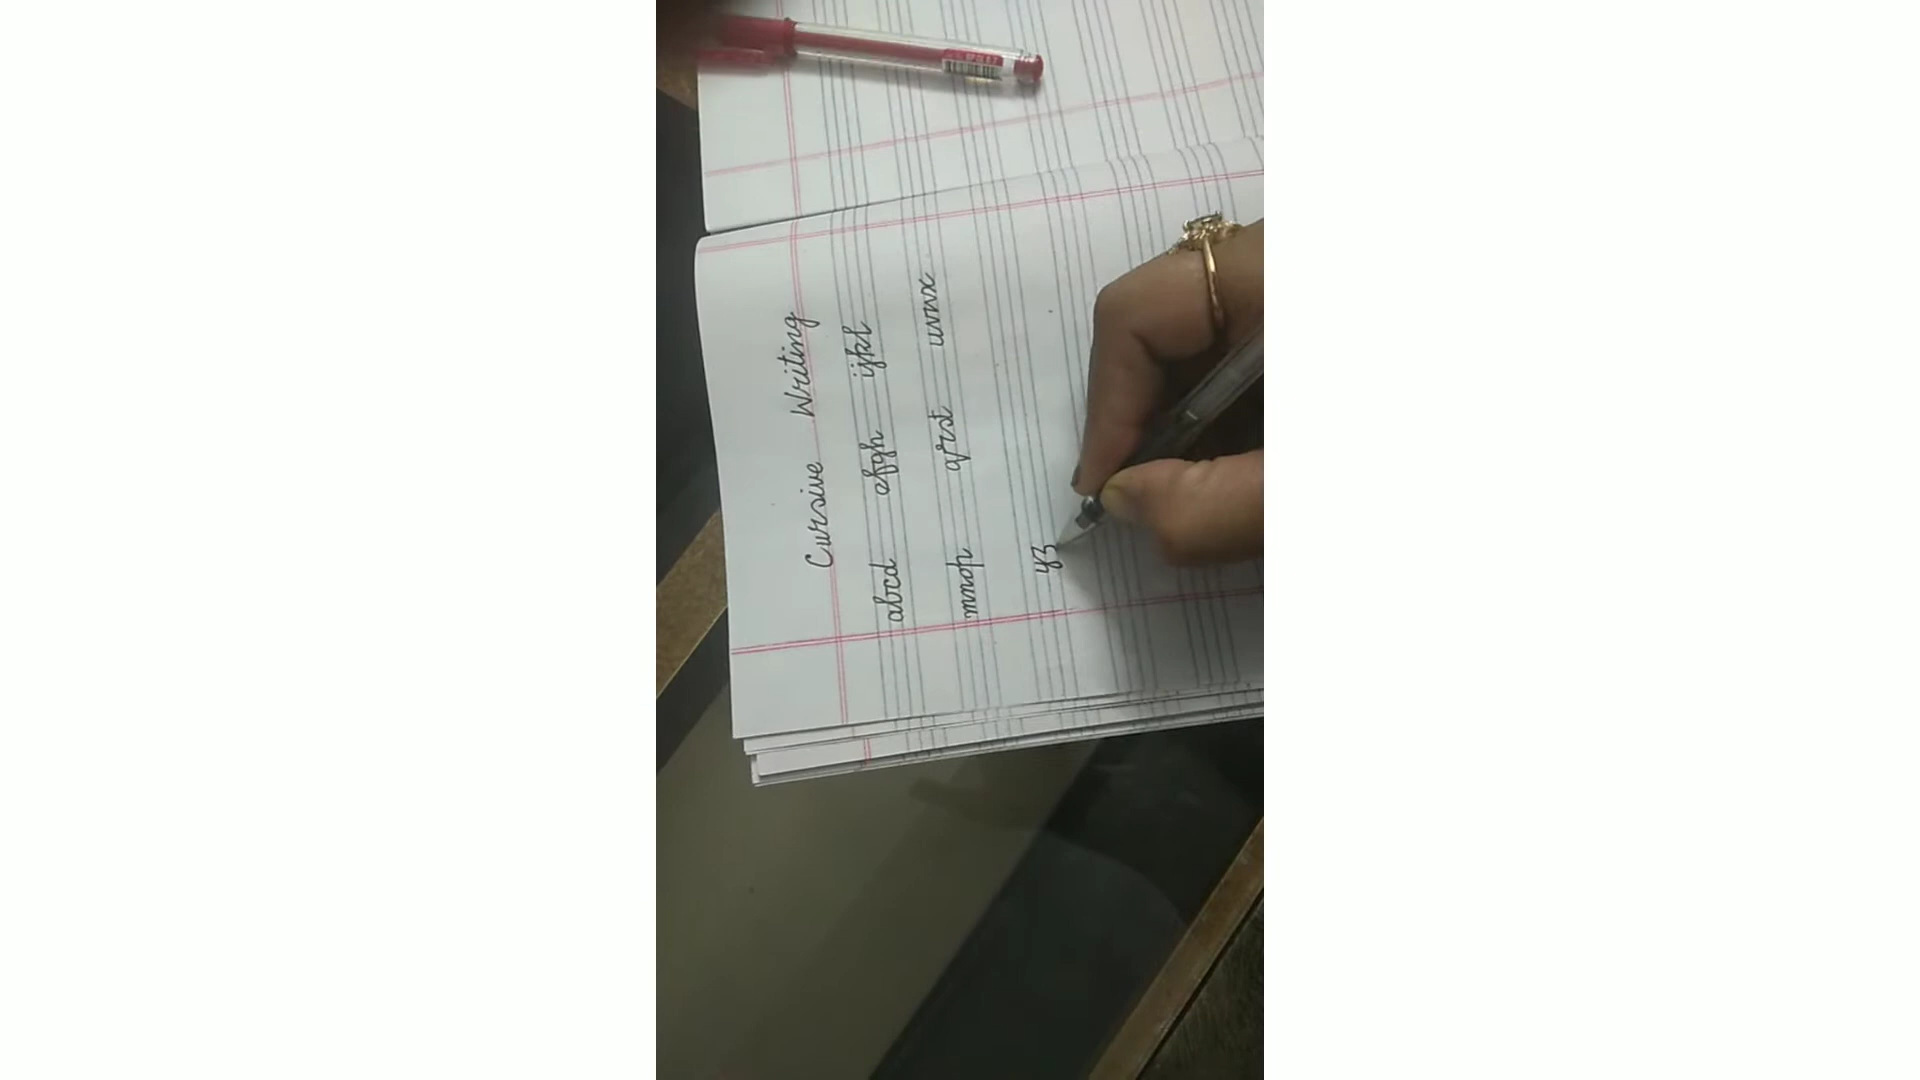 Cursive Writing
abcd efgh ijkl
mnop qrst uvwx
yz